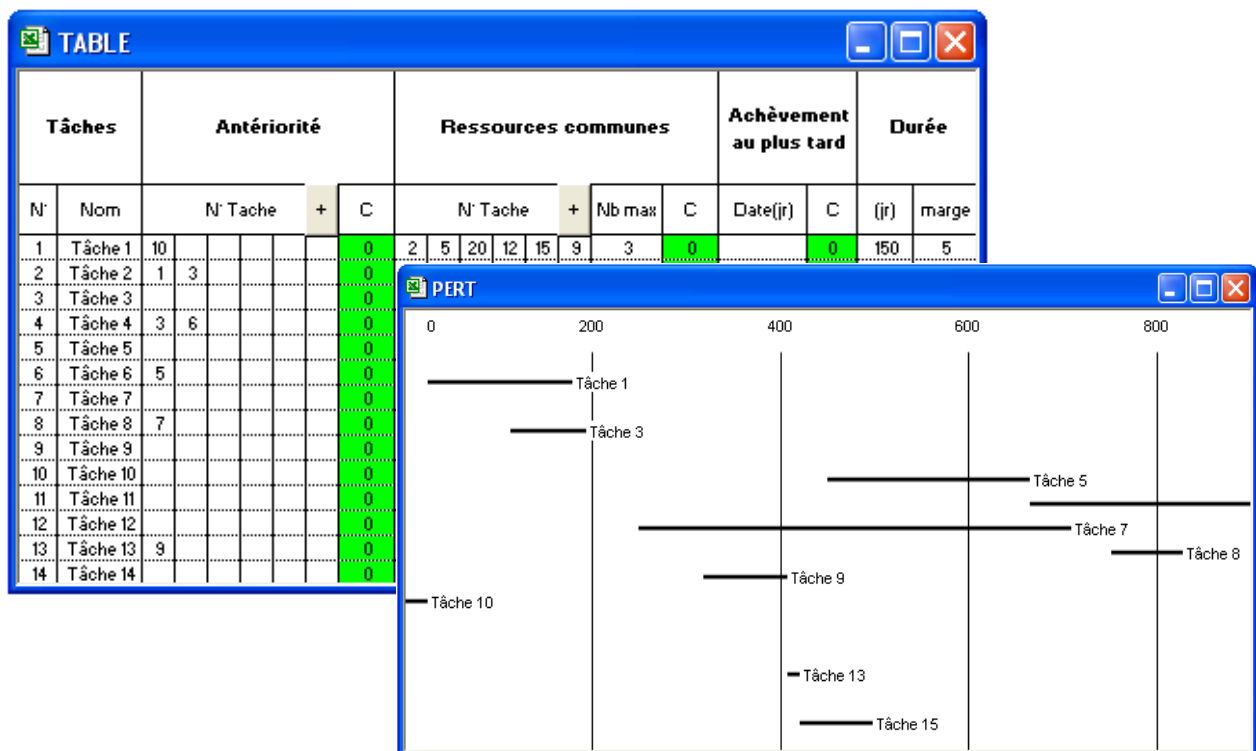 TABLE
Tâches Antériorité Ressources communes Achèvement au plus tard Durée
N° Nom N° Tache + C N° Tache + Nb max C Date(jr) C (jr) marge
1 Tâche 1 10 0 2 5 20 12 15 9 3 0 0 150 5
2 Tâche 2 1 3 0
3 Tâche 3 0
4 Tâche 4 3 6 0
5 Tâche 5 0
6 Tâche 6 5 0
7 Tâche 7 0
8 Tâche 8 7 0
9 Tâche 9 0
10 Tâche 10 0
11 Tâche 11 0
12 Tâche 12 0
13 Tâche 13 9 0
14 Tâche 14 0
PERT
0 200 400 600 800
Tâche 1
Tâche 3
Tâche 5
Tâche 7
Tâche 8
Tâche 9
Tâche 10
Tâche 13
Tâche 15